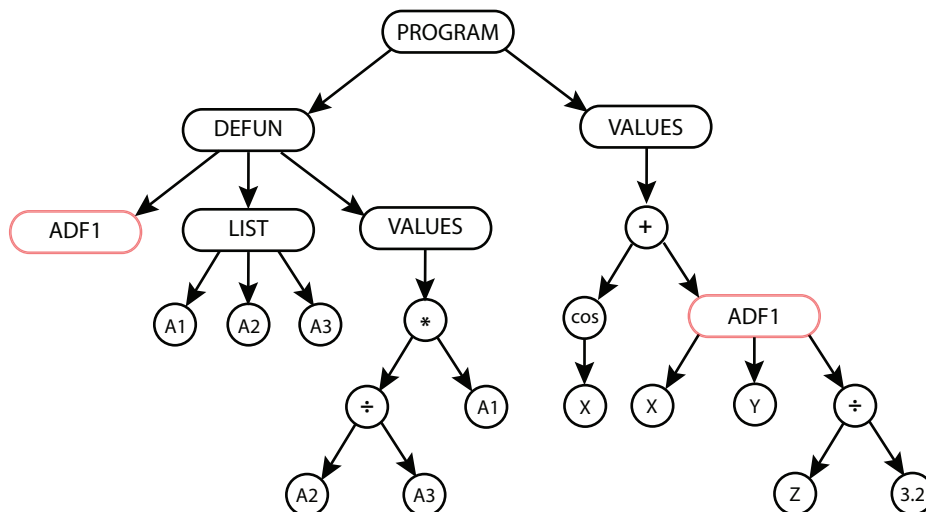 PROGRAM
DEFUN
VALUES
ADF1
LIST
VALUES
+
A1
A2
A3
*
cos
ADF1
÷
A1
X
X
Y
÷
A2
A3
Z
3.2